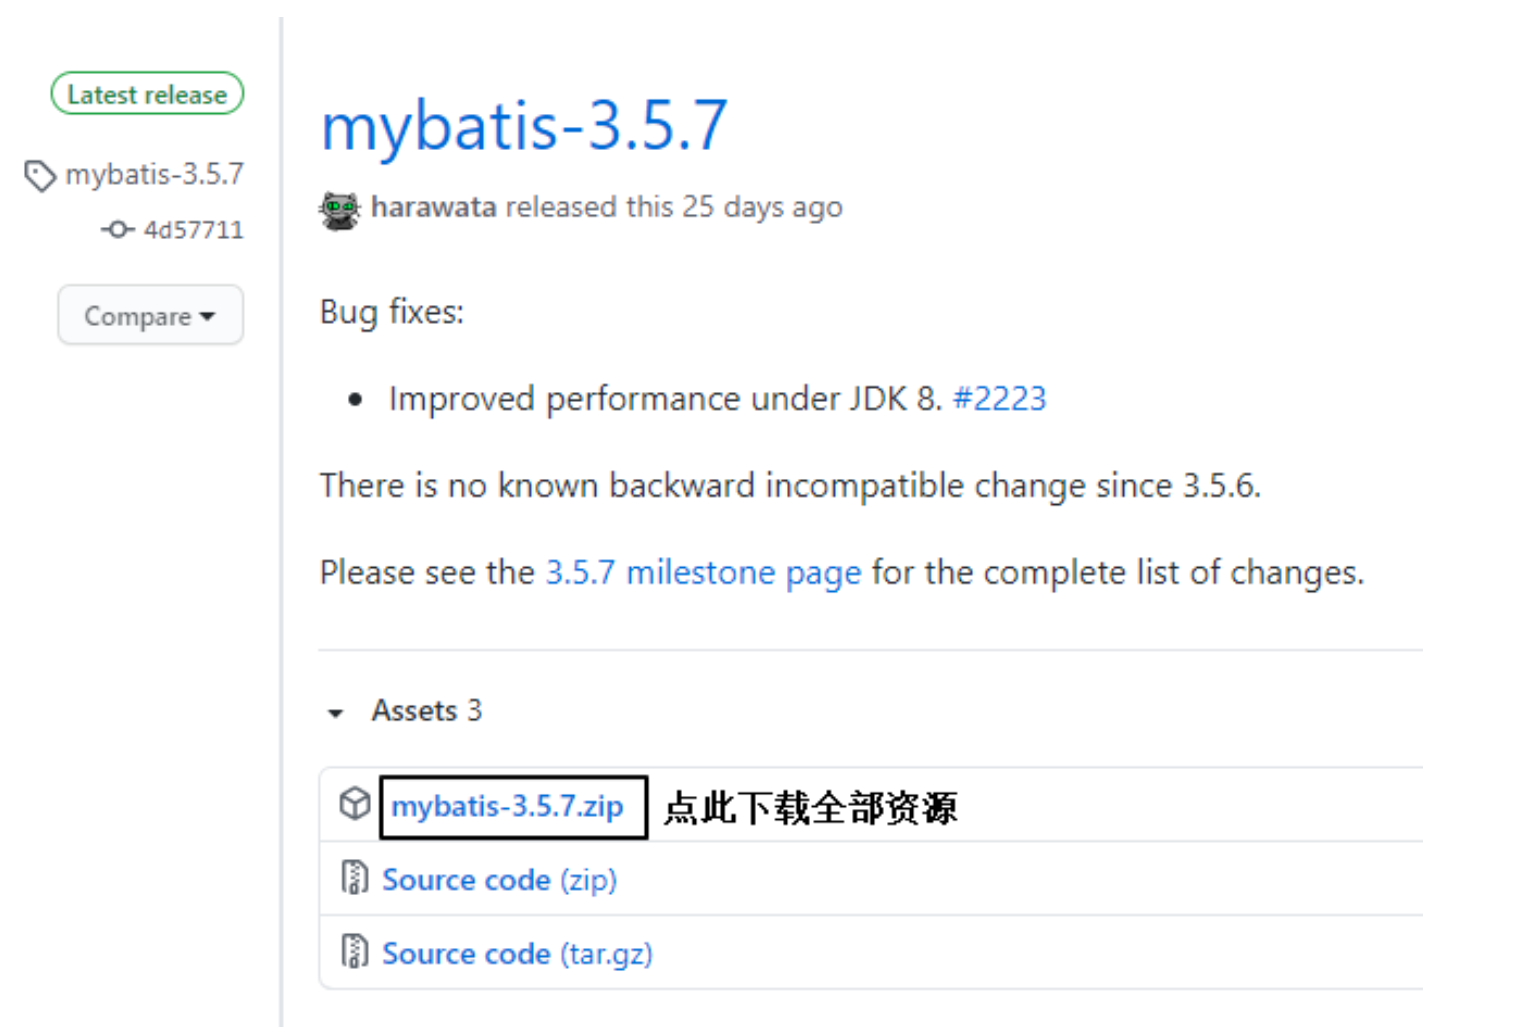 Latest release
mybatis-3.5.7
4d57711
Compare
mybatis-3.5.7
harawata released this 25 days ago
Bug fixes:
• Improved performance under JDK 8. #2223
There is no known backward incompatible change since 3.5.6.
Please see the 3.5.7 milestone page for the complete list of changes.
Assets 3
mybatis-3.5.7.zip 点此下载全部资源
Source code (zip)
Source code (tar.gz)